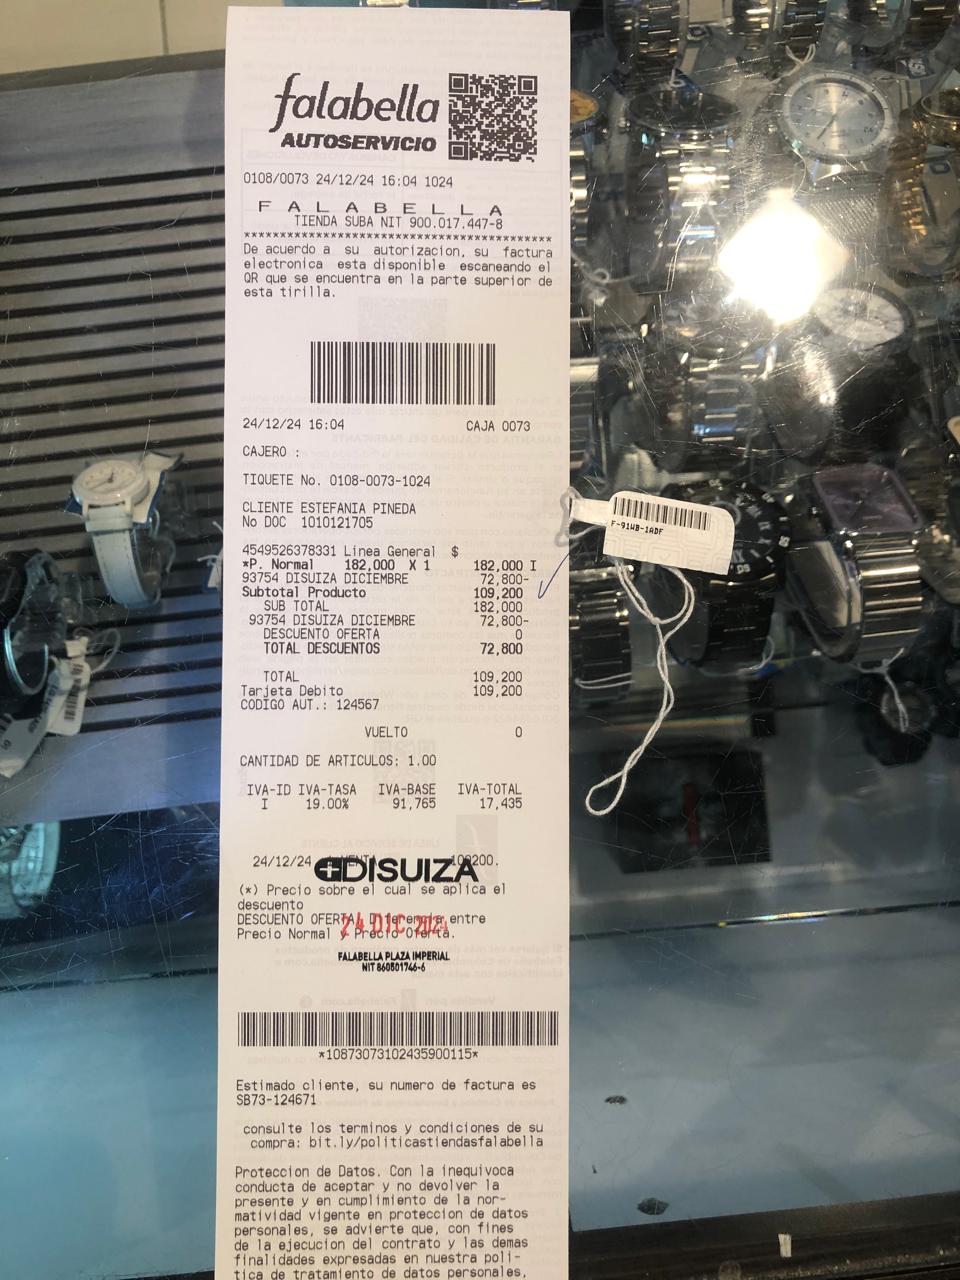 falabella
AUTOSERVICIO
0108/0073 24/12/24 16:04 1024
F A L A B E L L A
TIENDA SUBA NIT 900.017.447-8
******************************************
De acuerdo a su autorizacion, su factura
electronica esta disponible escaneando el
QR que se encuentra en la parte superior de
esta tirilla.
24/12/24 16:04 CAJA 0073
CAJERO :
TIQUETE No. 0108-0073-1024
CLIENTE ESTEFANIA PINEDA
No DOC 1010121705
4549526378331 Linea General $
*P. Normal 182,000 X 1 182,000 I
93754 DISUIZA DICIEMBRE 72,800-
Subtotal Producto 109,200
SUB TOTAL 182,000
93754 DISUIZA DICIEMBRE 72,800-
DESCUENTO OFERTA 0
TOTAL DESCUENTOS 72,800
TOTAL 109,200
Tarjeta Debito 109,200
CODIGO AUT.: 124567
VUELTO 0
CANTIDAD DE ARTICULOS: 1.00
IVA-ID IVA-TASA IVA-BASE IVA-TOTAL
I 19.00% 91,765 17,435
24/12/24 VENTA 109200.
DISUIZA
(*) Precio sobre el cual se aplica el
descuento
DESCUENTO OFERTA: Diferencia entre
24 DIC 2024
Precio Normal y Precio Oferta.
FALABELLA PLAZA IMPERIAL
NIT 860501746-6
*10873073102435900115*
Estimado cliente, su numero de factura es
SB73-124671
consulte los terminos y condiciones de su
compra: bit.ly/politicastiendasfalabella
Proteccion de Datos. Con la inequivoca
conducta de aceptar y no devolver la
presente y en cumplimiento de la nor-
matividad vigente en proteccion de datos
personales, se advierte que, con fines
de la ejecucion del contrato y las demas
finalidades expresadas en nuestra poli-
tica de tratamiento de datos personales,
F-91WB-1ADF